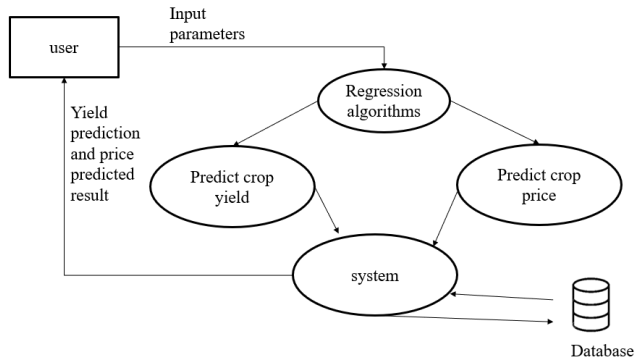 Input
parameters
user
Regression
algorithms
Yield
prediction
and price
predicted
result
Predict crop
yield
Predict crop
price
system
Database